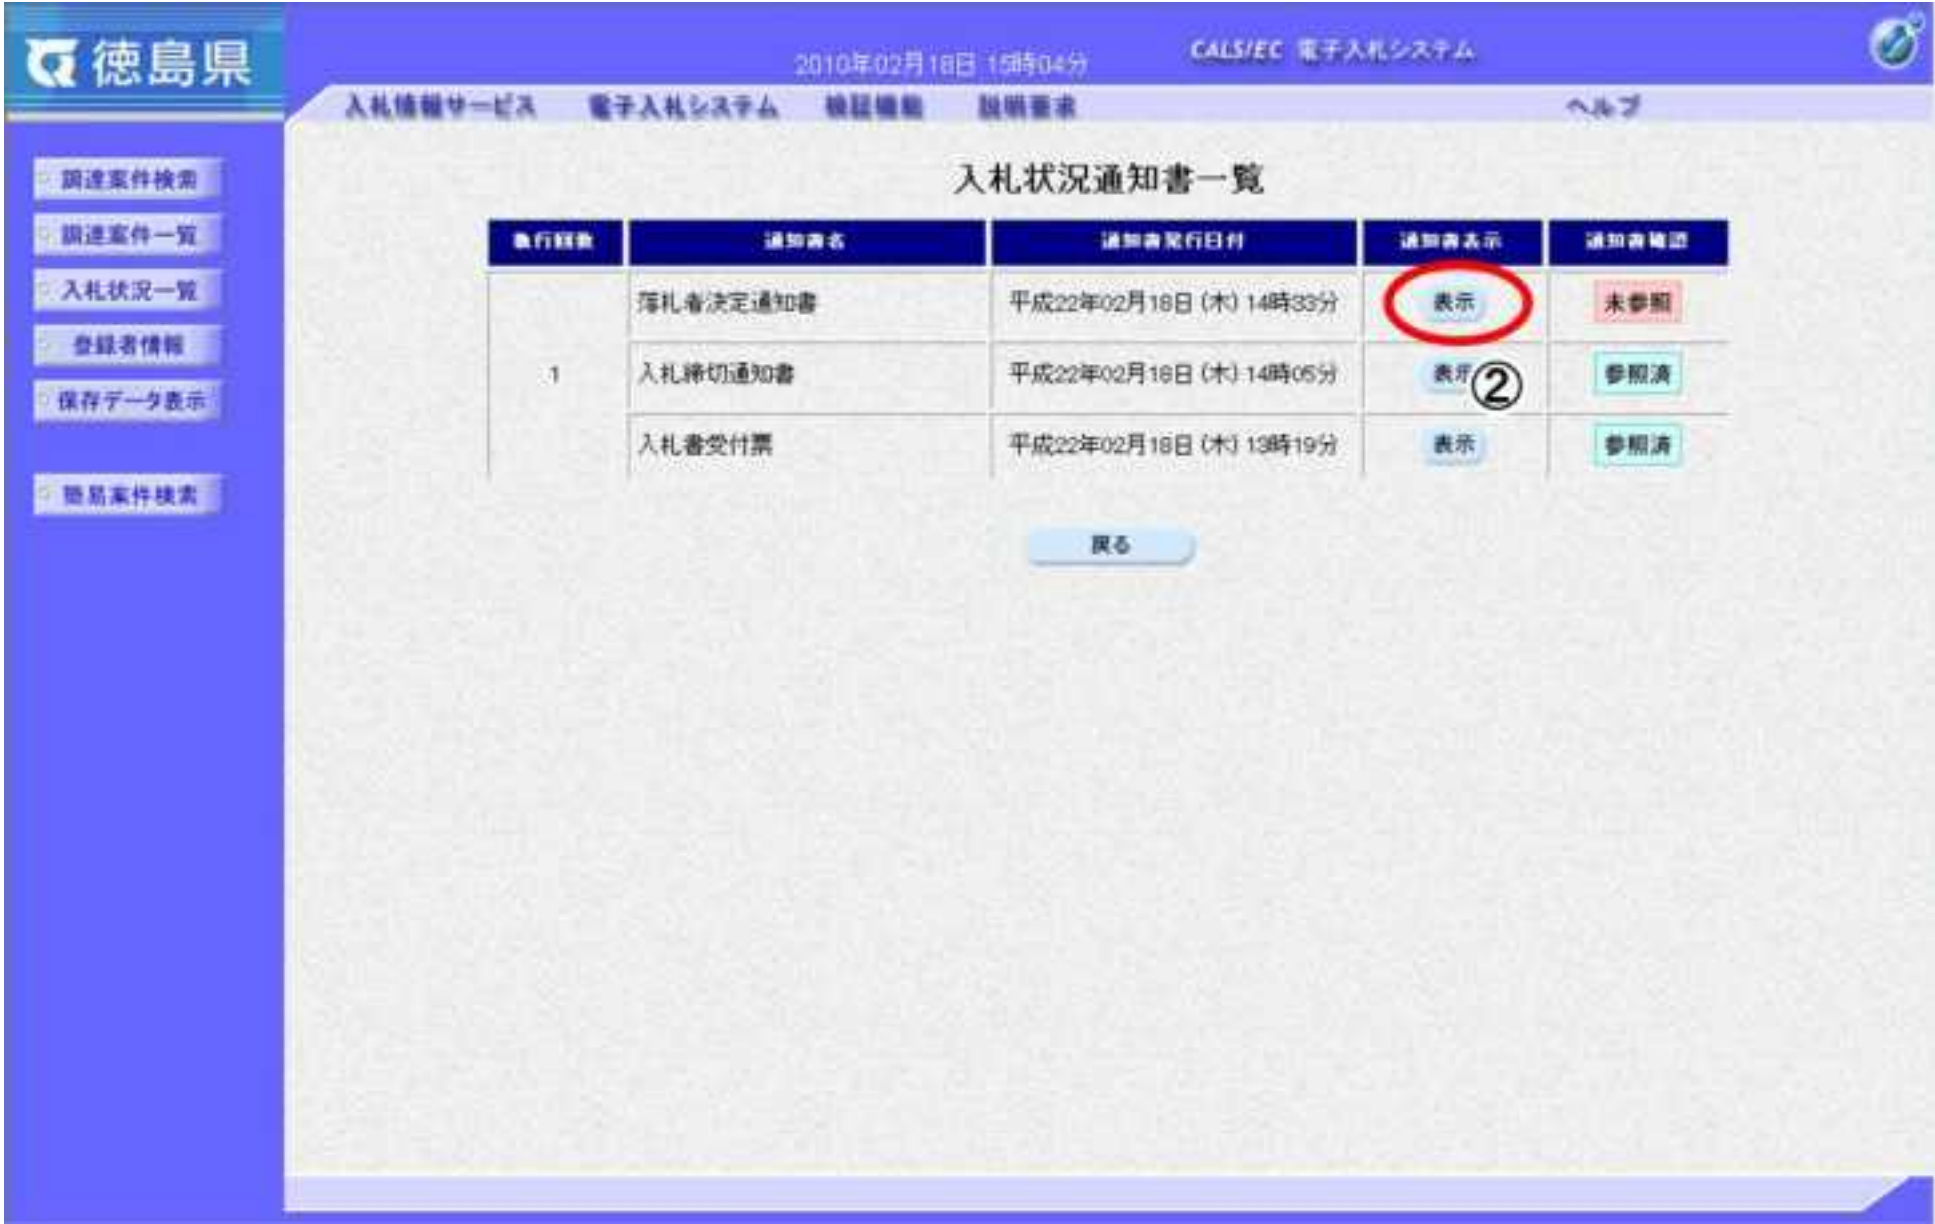 徳島県
2010年02月18日 15時04分
CALS/EC 電子入札システム
入札情報サービス 電子入札システム 検証機能 説明要求 ヘルプ
調達案件検索
調達案件一覧
入札状況一覧
登録者情報
保存データ表示
簡易案件検索
入札状況通知書一覧
執行回数 通知書名 通知書発行日付 通知書表示 通知書確認
落札者決定通知書 平成22年02月18日 (木) 14時33分 表示 未参照
1 入札締切通知書 平成22年02月18日 (木) 14時05分 表示 参照済
②
入札書受付票 平成22年02月18日 (木) 13時19分 表示 参照済
戻る